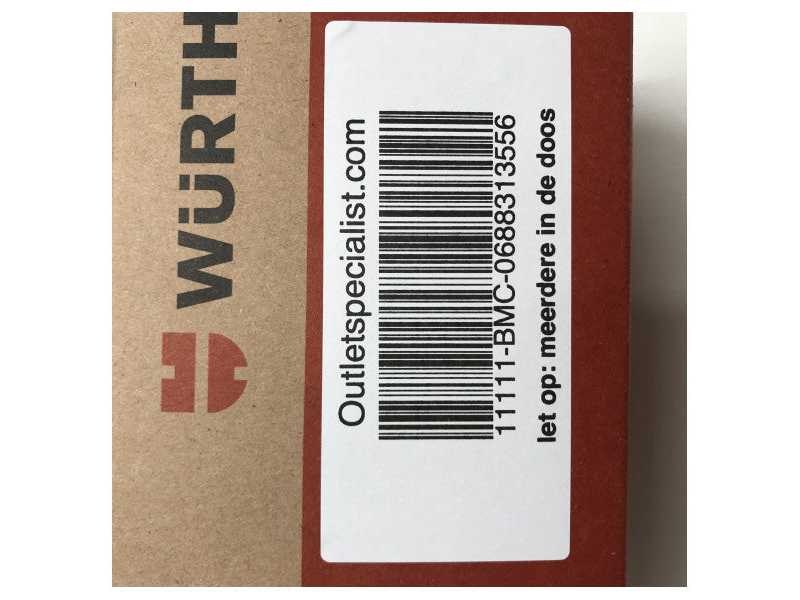 WÜRTH
Outletspecialist.com
11111-BMC-0688313556
let op: meerdere in de doos